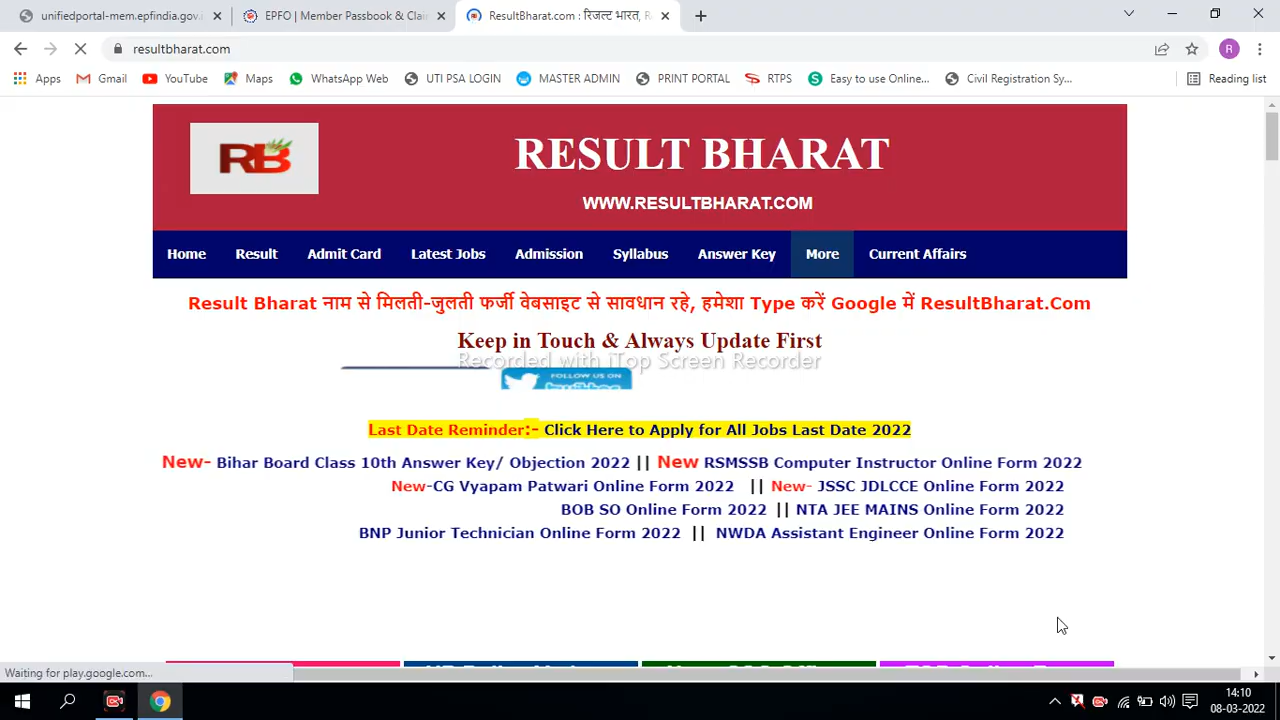 unifiedportal-mem.epfindia.gov.i
EPFO | Member Passbook & Clai
ResultBharat.com : रिजल्ट भारत, R
resultbharat.com
Apps
Gmail
YouTube
Maps
WhatsApp Web
UTI PSA LOGIN
MASTER ADMIN
PRINT PORTAL
RTPS
Easy to use Online...
Civil Registration Sy...
Reading list
R
RB
RESULT BHARAT
WWW.RESULTBHARAT.COM
Home
Result
Admit Card
Latest Jobs
Admission
Syllabus
Answer Key
More
Current Affairs
Result Bharat नाम से मिलती-जुलती फर्जी वेबसाइट से सावधान रहे, हमेशा Type करें Google में ResultBharat.Com
Keep in Touch & Always Update First
Recorded with iTop Screen Recorder
FOLLOW US ON
Last Date Reminder:- Click Here to Apply for All Jobs Last Date 2022
New- Bihar Board Class 10th Answer Key/ Objection 2022 || New RSMSSB Computer Instructor Online Form 2022
New-CG Vyapam Patwari Online Form 2022 || New- JSSC JDLCCE Online Form 2022
BOB SO Online Form 2022 || NTA JEE MAINS Online Form 2022
BNP Junior Technician Online Form 2022 || NWDA Assistant Engineer Online Form 2022
Waiting for play.google.com...
14:10
08-03-2022